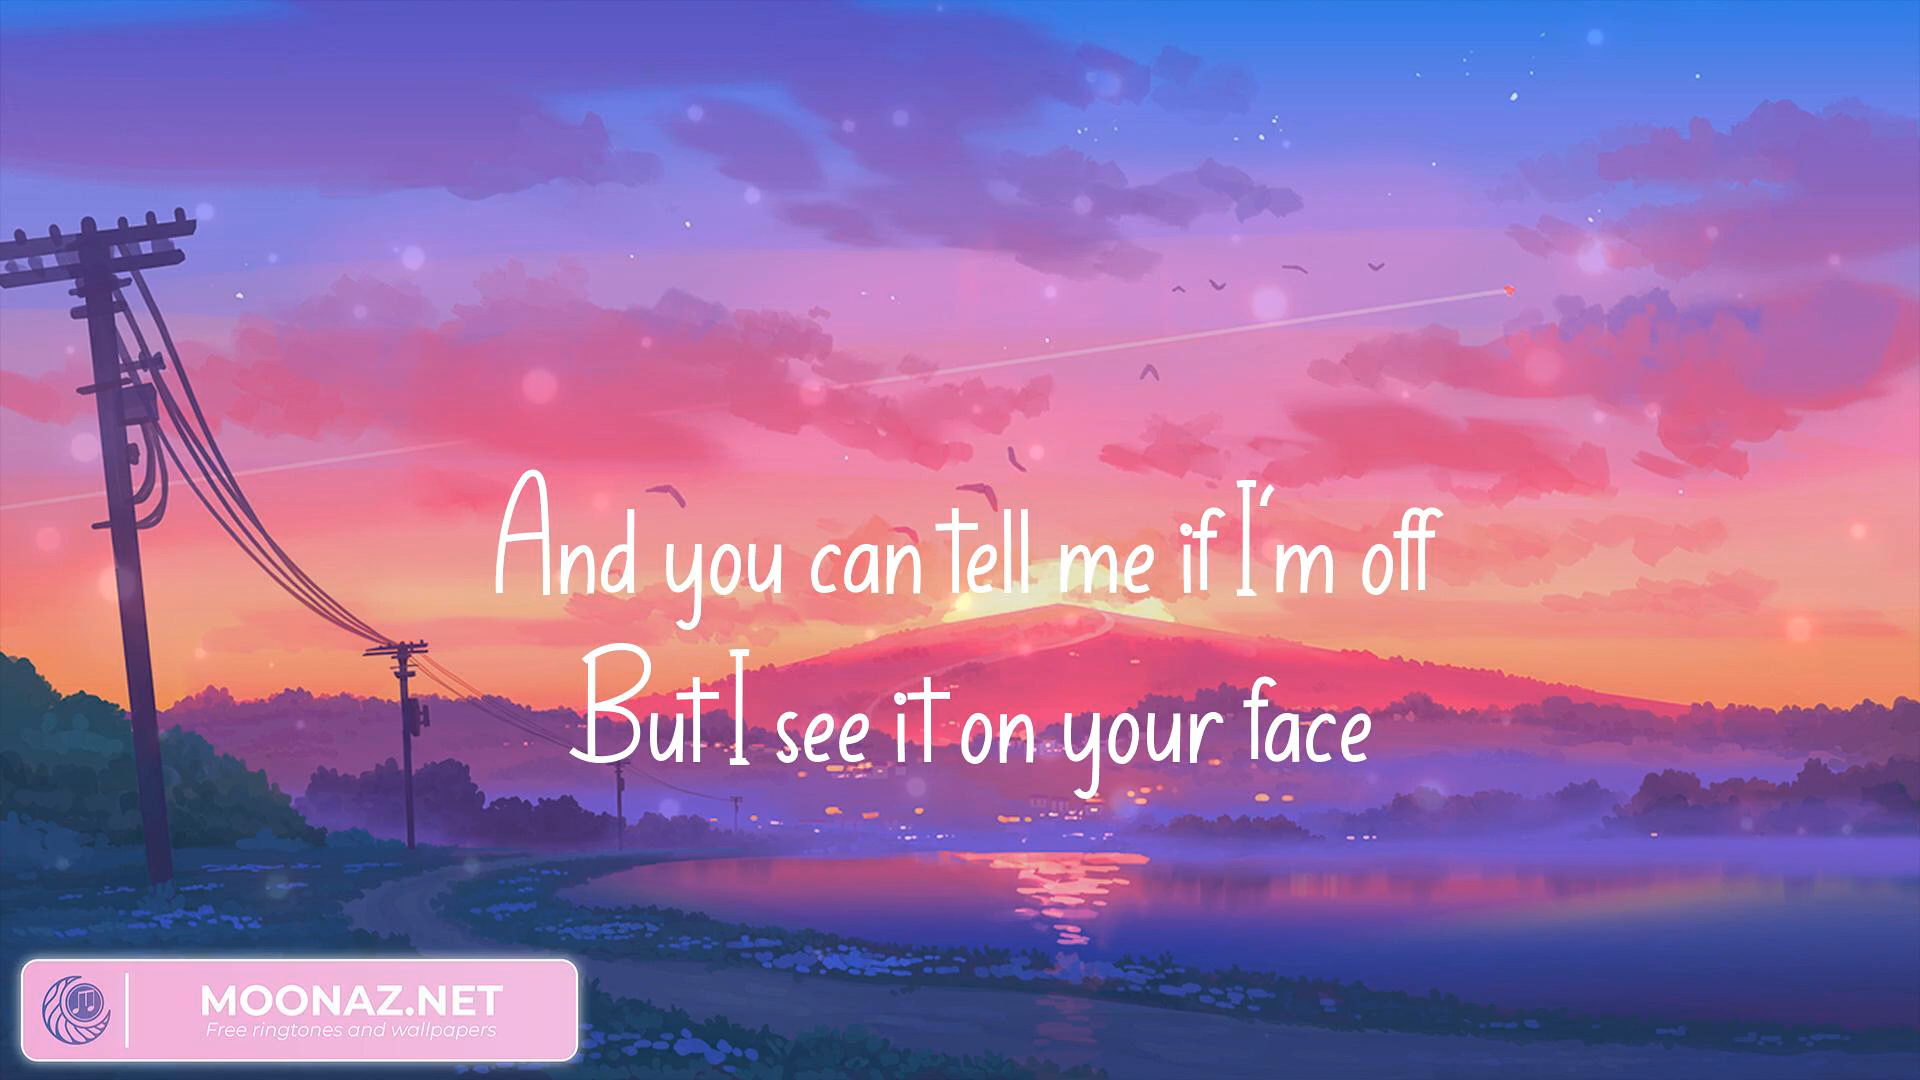 And you can tell me if I'm off
But I see it on your face
MOONAZ.NET
Free ringtones and wallpapers